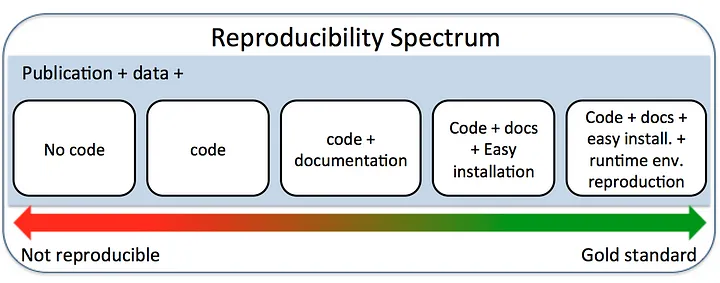 Reproducibility Spectrum
Publication + data +
No code
code
code +
documentation
Code + docs
+ Easy
installation
Code + docs +
easy install. +
runtime env.
reproduction
Not reproducible
Gold standard